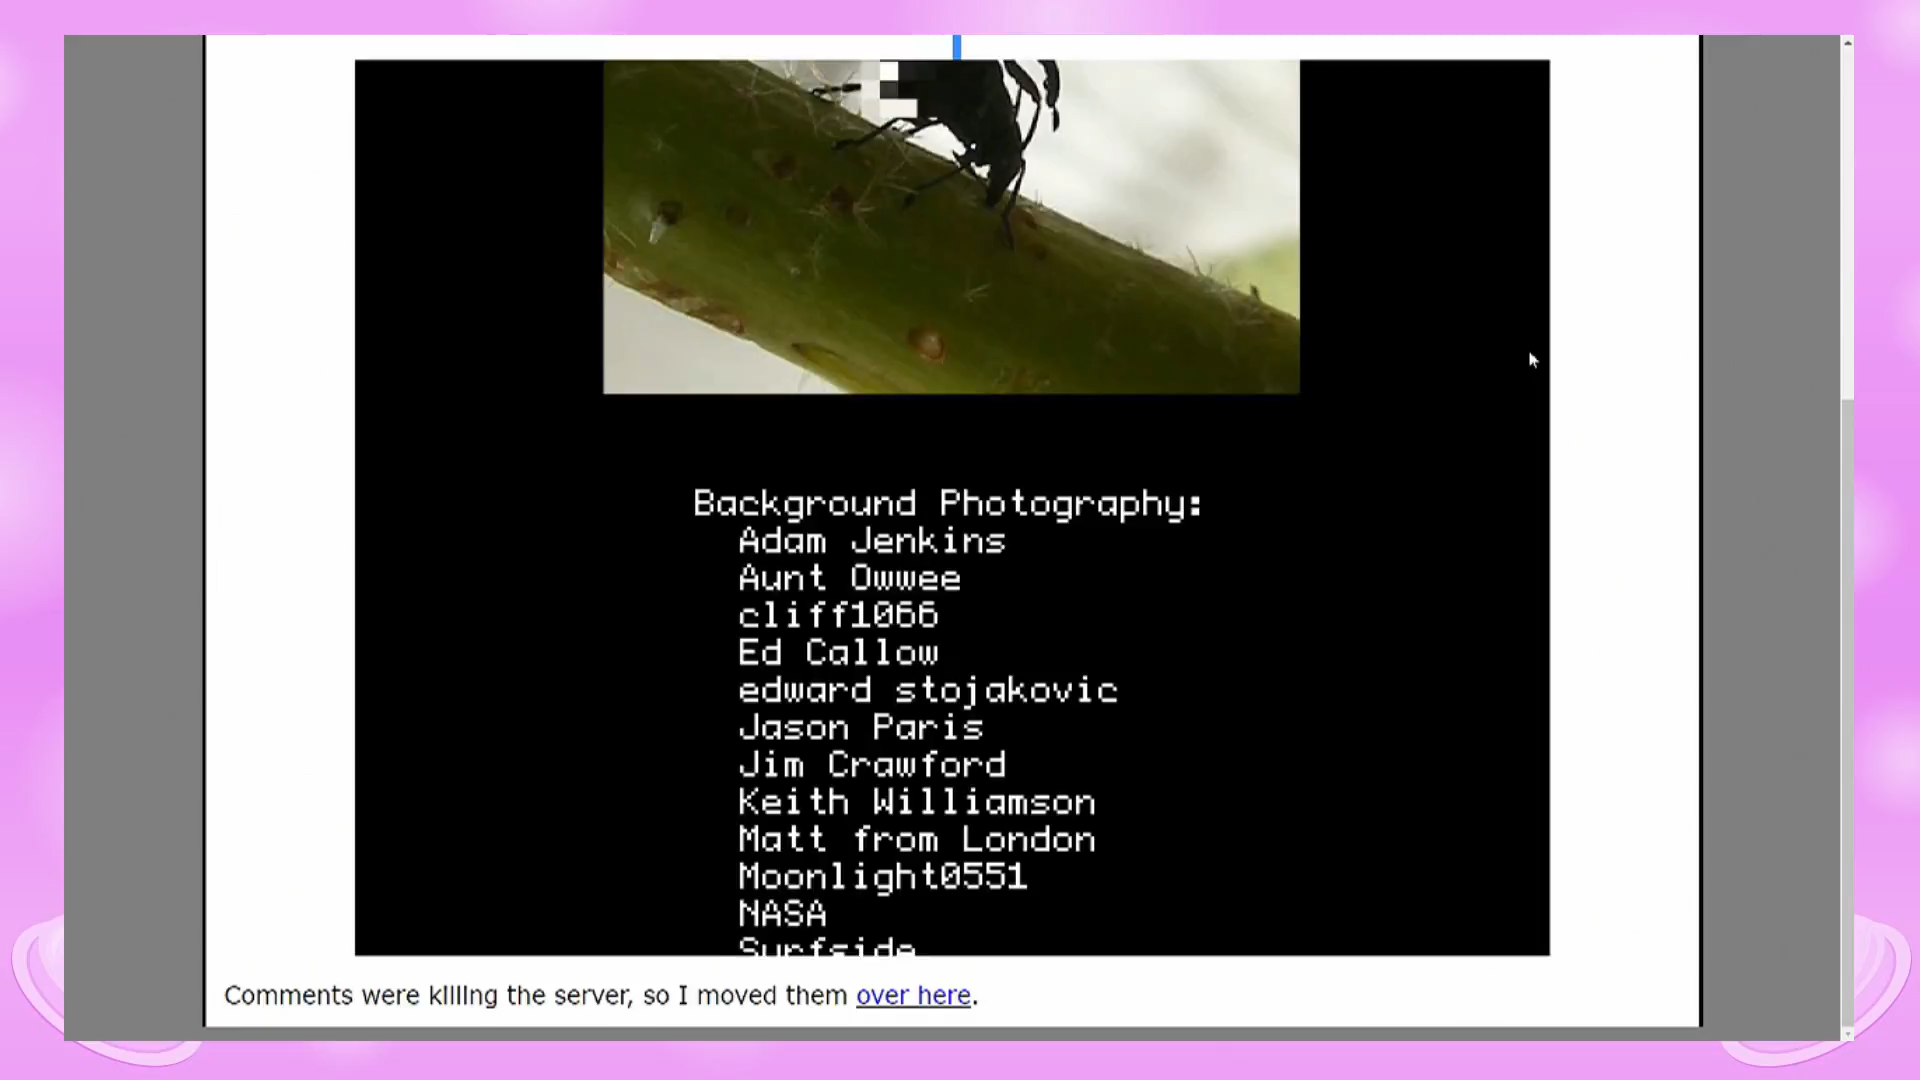 Background Photography:
Adam Jenkins
Aunt Owwee
cliff1066
Ed Callow
edward stojakovic
Jason Paris
Jim Crawford
Keith Williamson
Matt from London
Moonlight0551
NASA
Surfside
Comments were killing the server, so I moved them over here.